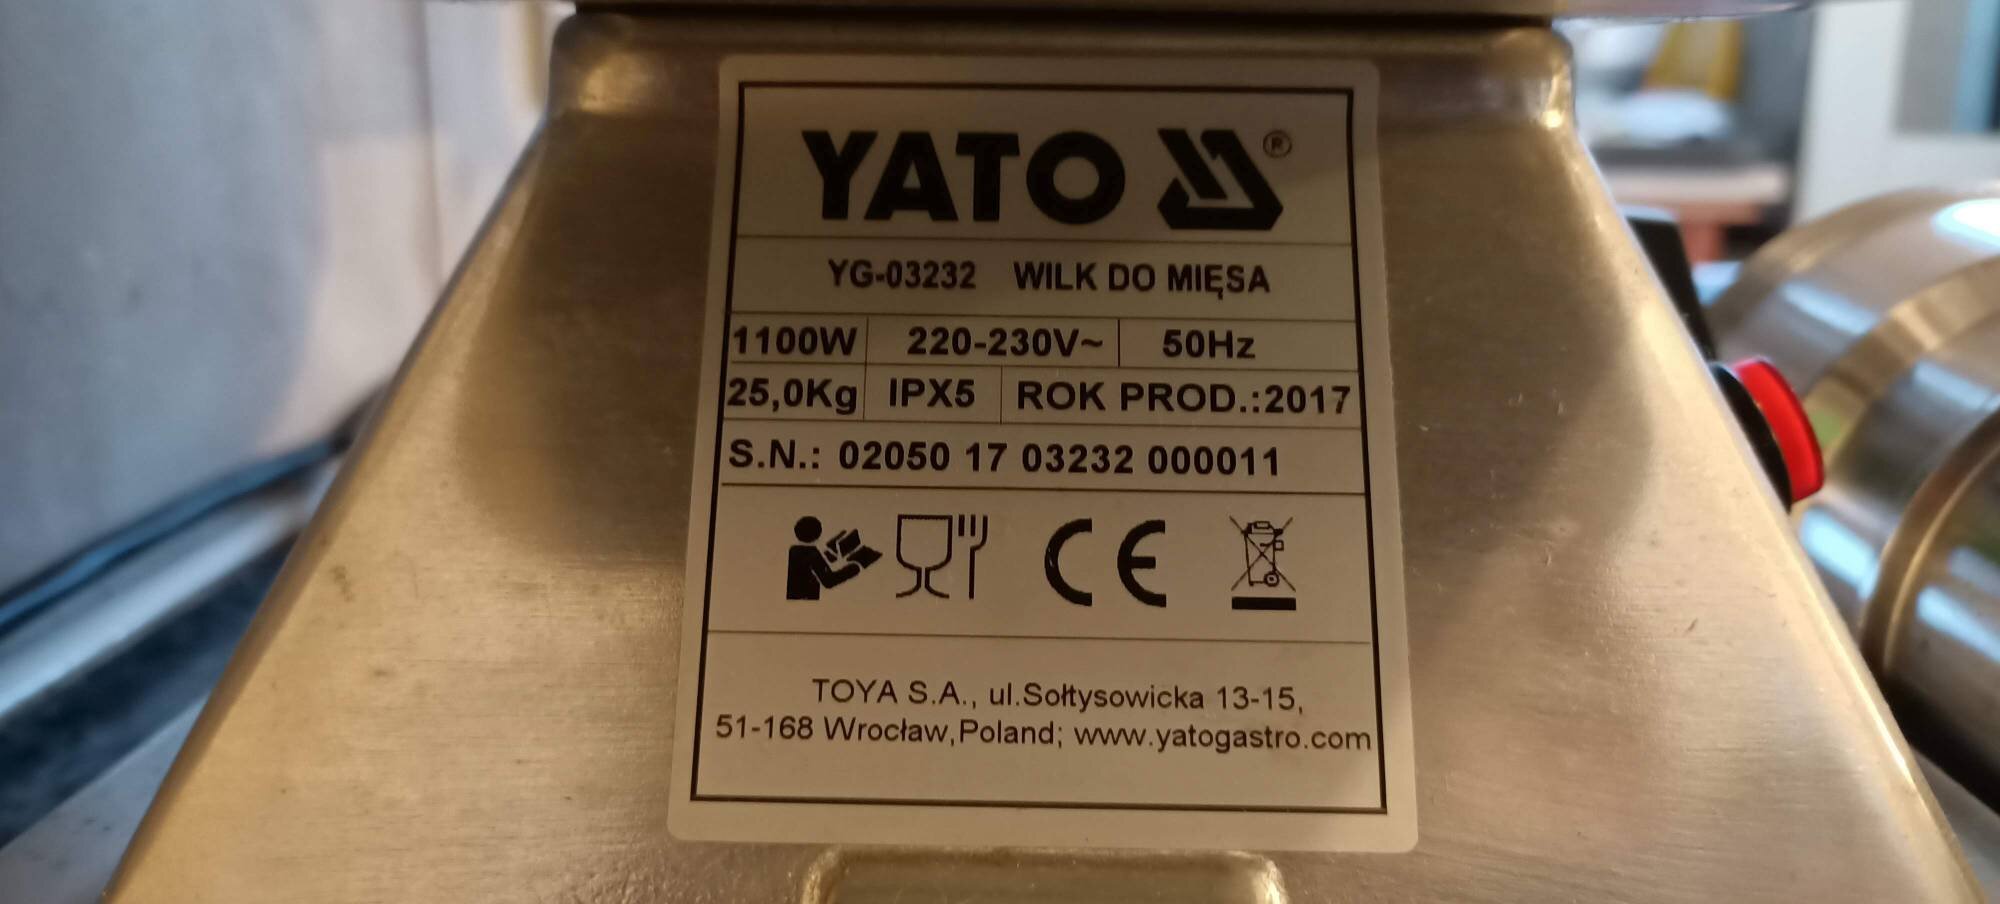 YATO ®
YG-03232 WILK DO MIĘSA
1100W 220-230V~ 50Hz
25,0Kg IPX5 ROK PROD.:2017
S.N.: 02050 17 03232 000011
CE
TOYA S.A., ul.Sołtysowicka 13-15,
51-168 Wrocław,Poland; www.yatogastro.com